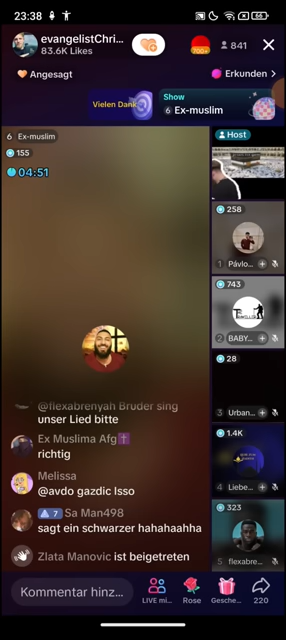 23:38
66
evangelistChri...
83.6K Likes
700+
841
Angesagt
Erkunden
Vielen Dank
Show
6 Ex-muslim
6 Ex-muslim
155
04:51
Host
258
1 Pávlo...
743
2 BABY...
28
3 Urban...
1.4K
4 Liebe...
323
5 flexabre...
@flexabrenyah Bruder sing
unser Lied bitte
Ex Muslima Afg
richtig
Melissa
@avdo gazdic Isso
7 Sa Man498
sagt ein schwarzer hahahaahha
Zlata Manovic ist beigetreten
Kommentar hinz...
LIVE mi...
Rose
Gesche...
220